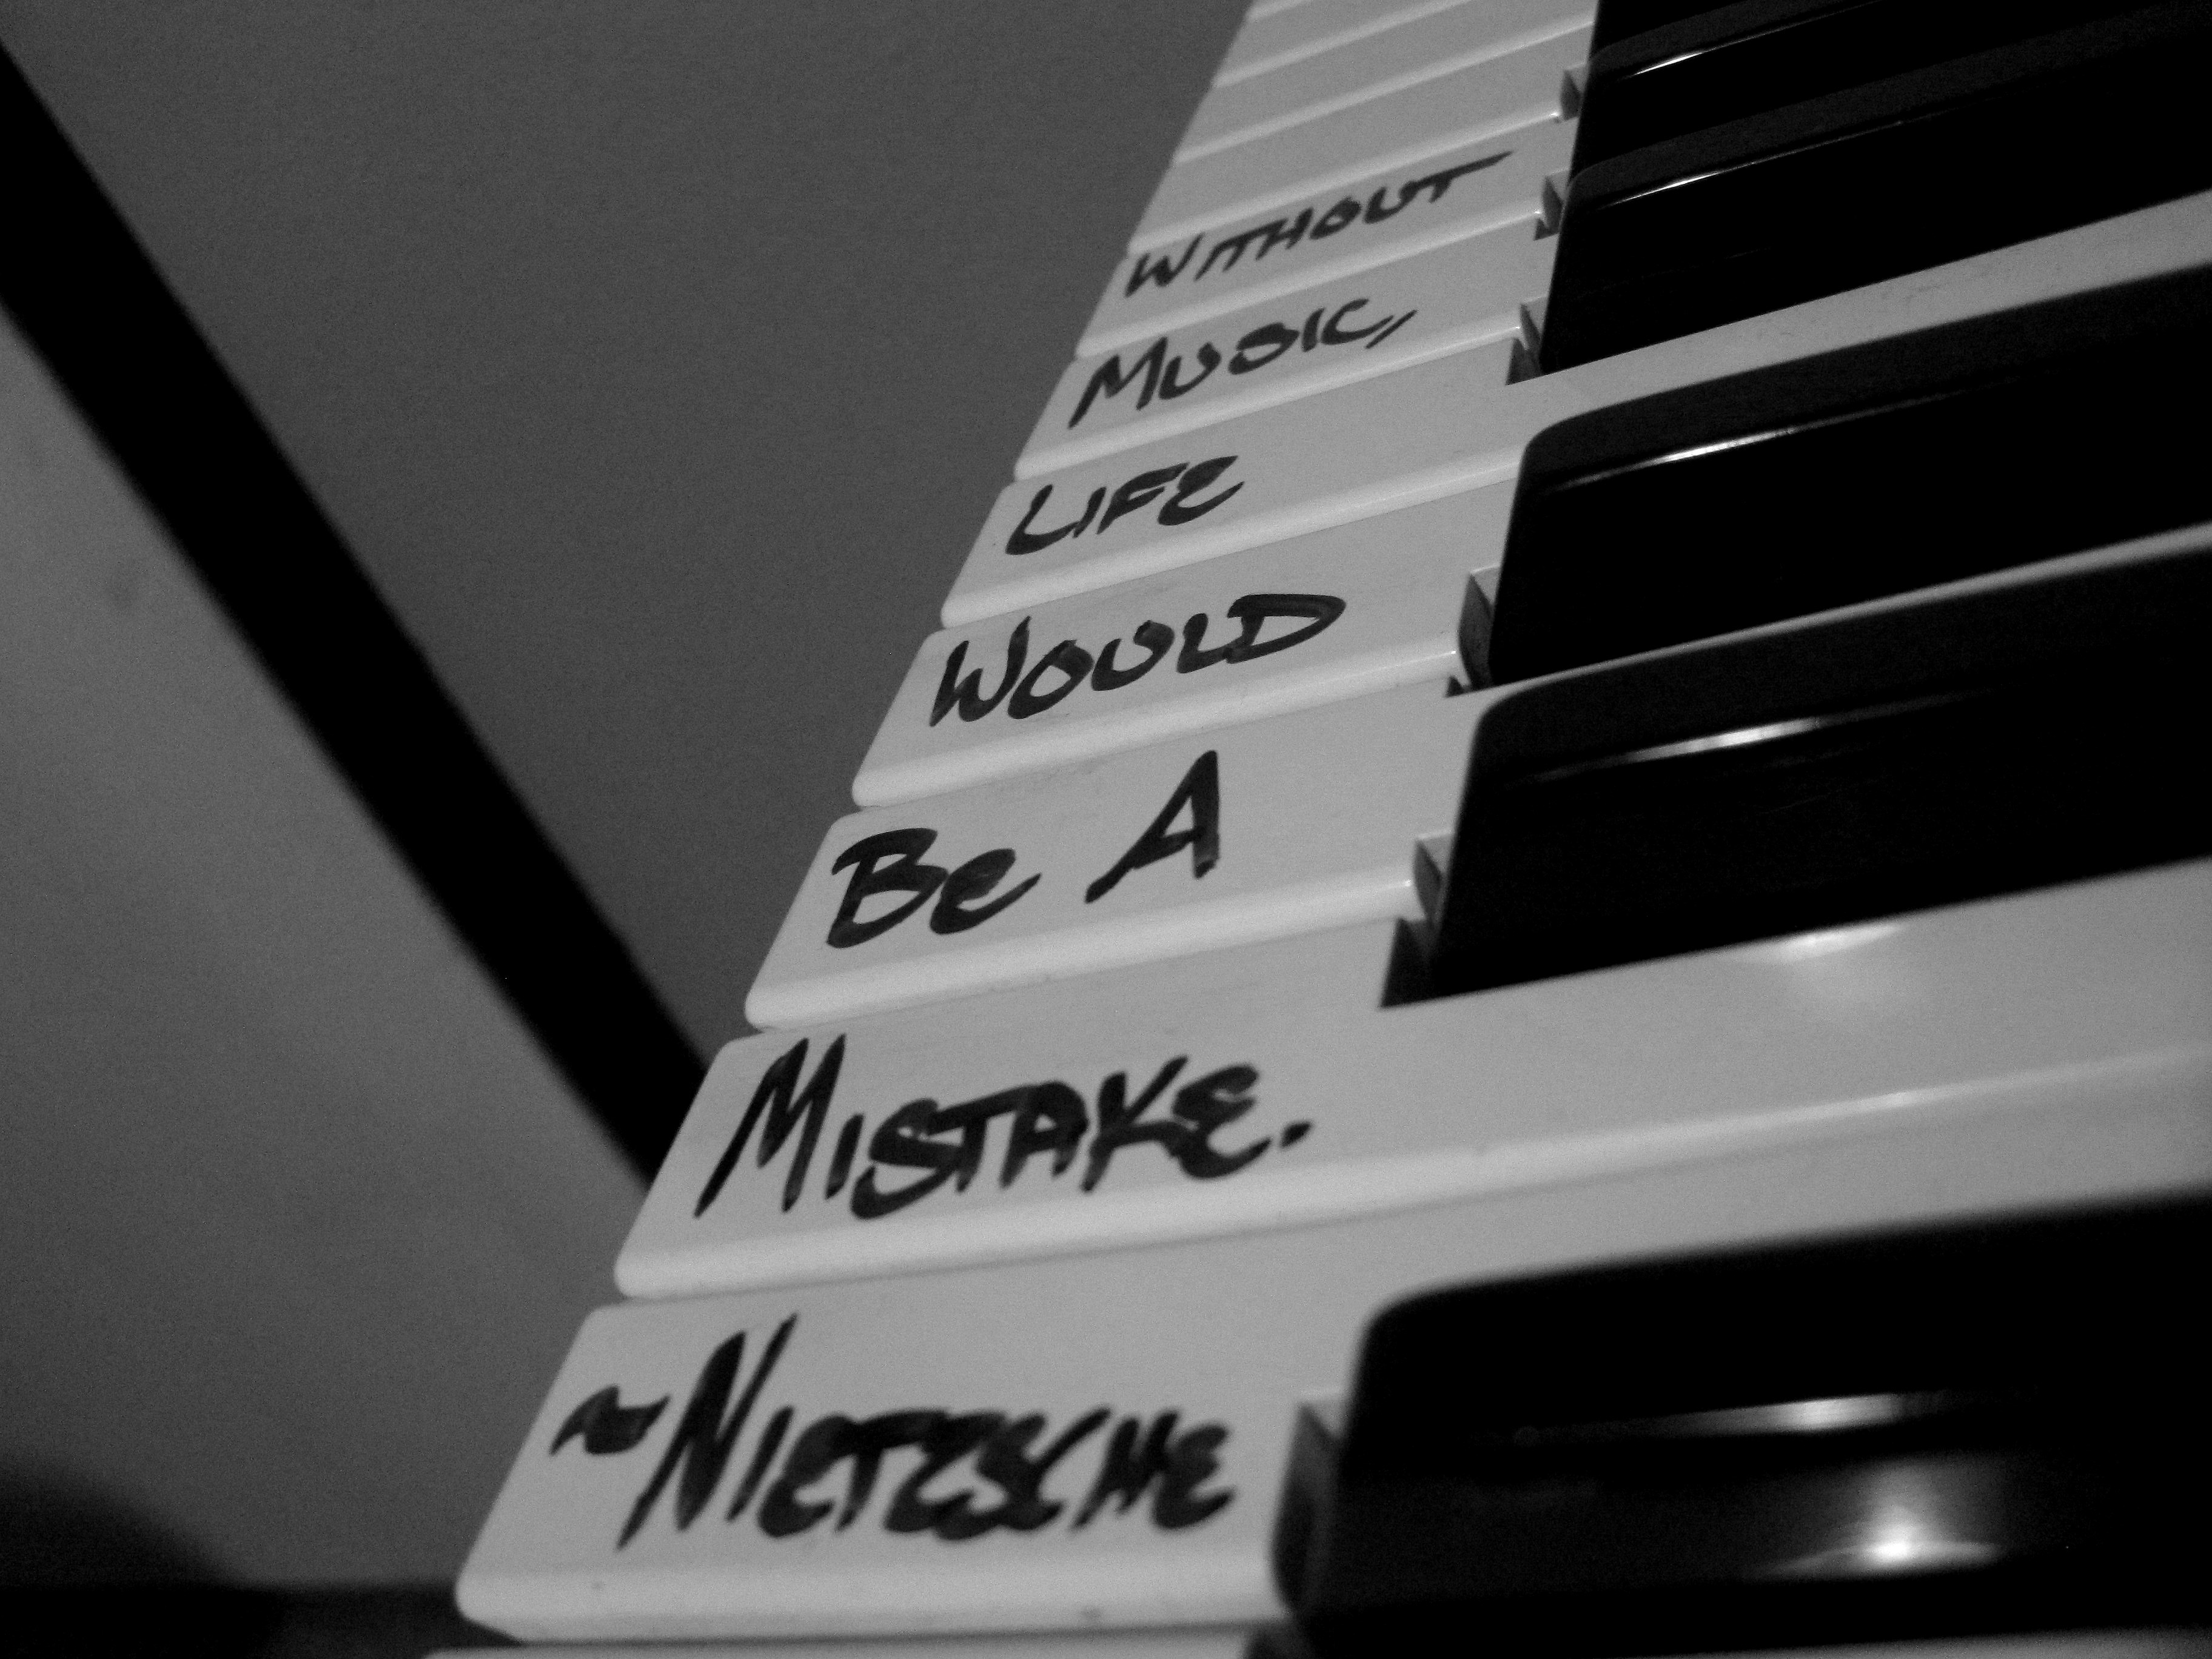 WITHOUT
MUSIC,
LIFE
WOULD
Be A
MISTAKE.
~NIETZSCHE